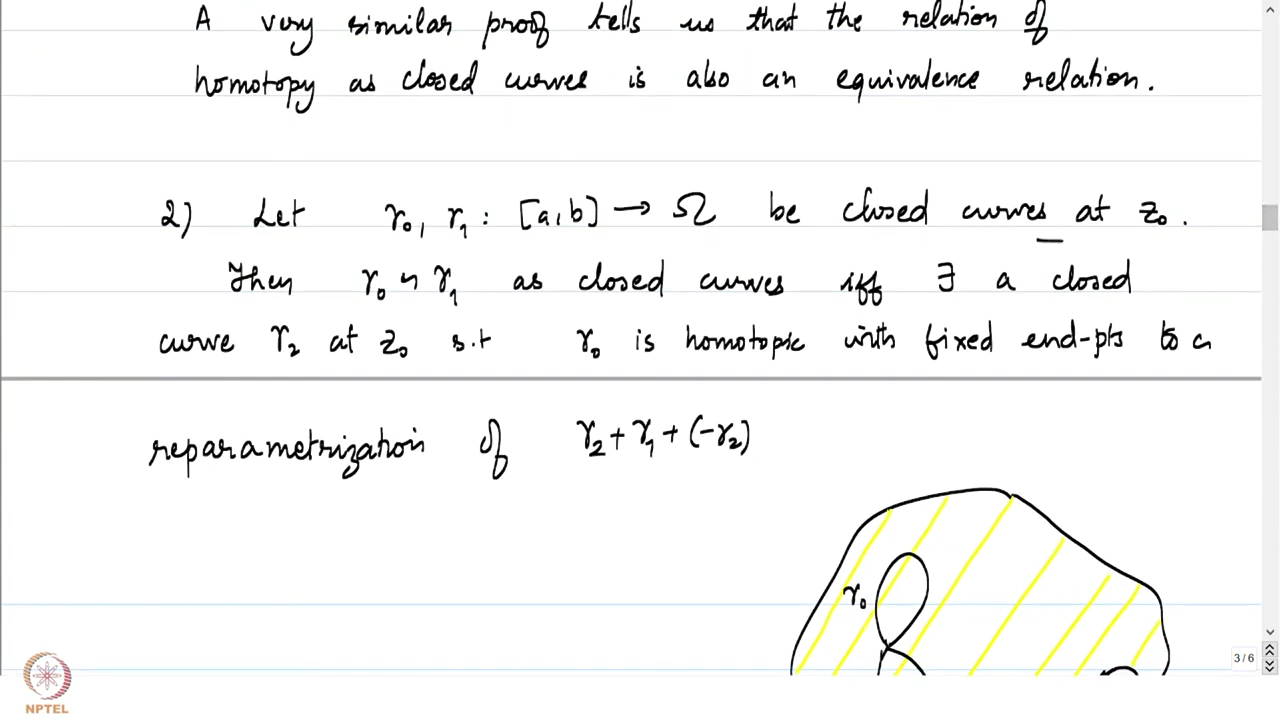 A very similar proof tells us that the relation of
homotopy as closed curves is also an equivalence relation.
2) Let γ₀, γ₁ : [a,b] → Ω be closed curves at z₀.
Then γ₀ ~ γ₁ as closed curves iff ∃ a closed
curve γ₂ at z₀ s.t γ₀ is homotopic with fixed end-pts to a
reparametrization of γ₂ + γ₁ + (-γ₂)
γ₀
3 / 6
NPTEL